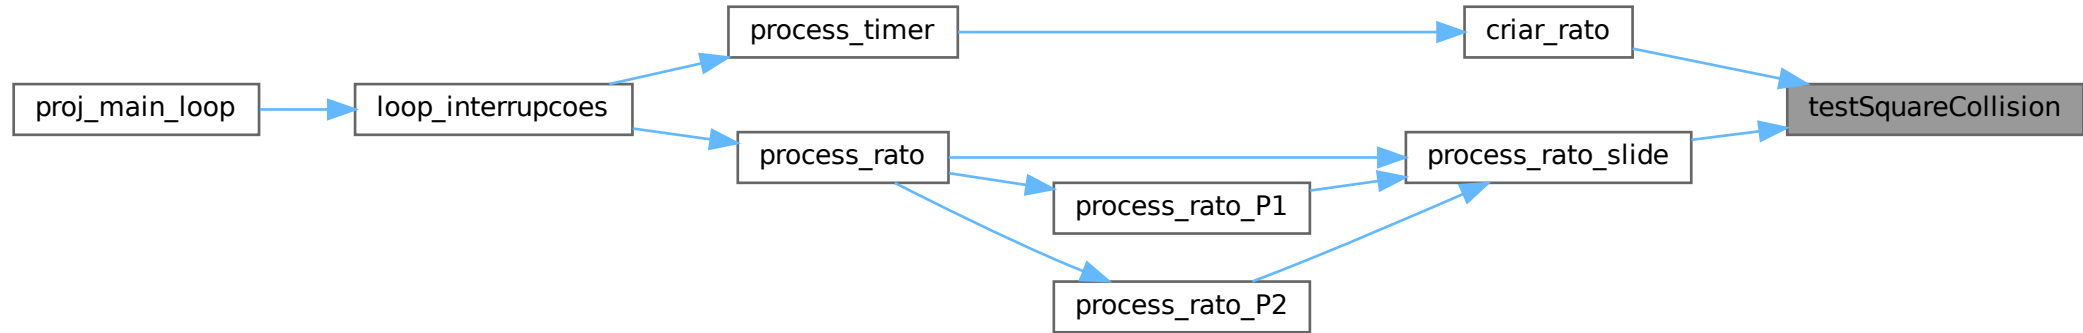 process_timer
criar_rato
proj_main_loop
loop_interrupcoes
testSquareCollision
process_rato
process_rato_slide
process_rato_P1
process_rato_P2